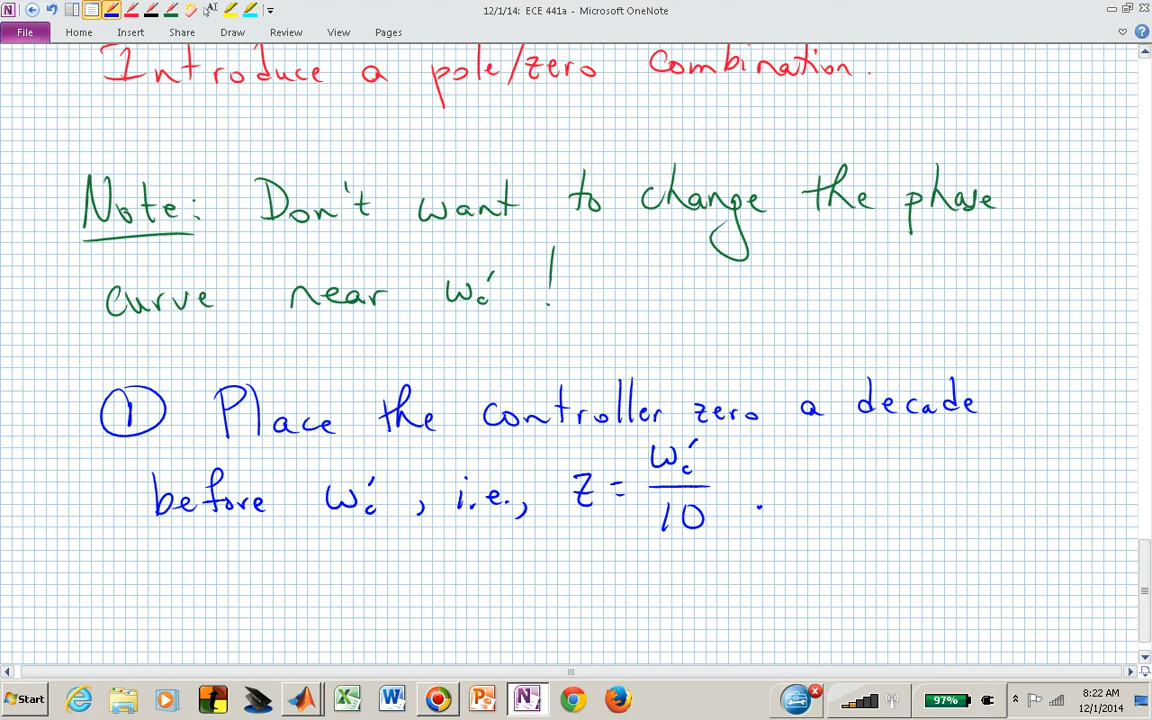 12/1/14: ECE 441a - Microsoft OneNote
File Home Insert Share Draw Review View Pages
Introduce a pole/zero combination.
Note: Don't want to change the phase
curve near ωc' !
① Place the controller zero a decade
before ωc', i.e., z = ωc'/10 .
Start
97%
8:22 AM
12/1/2014